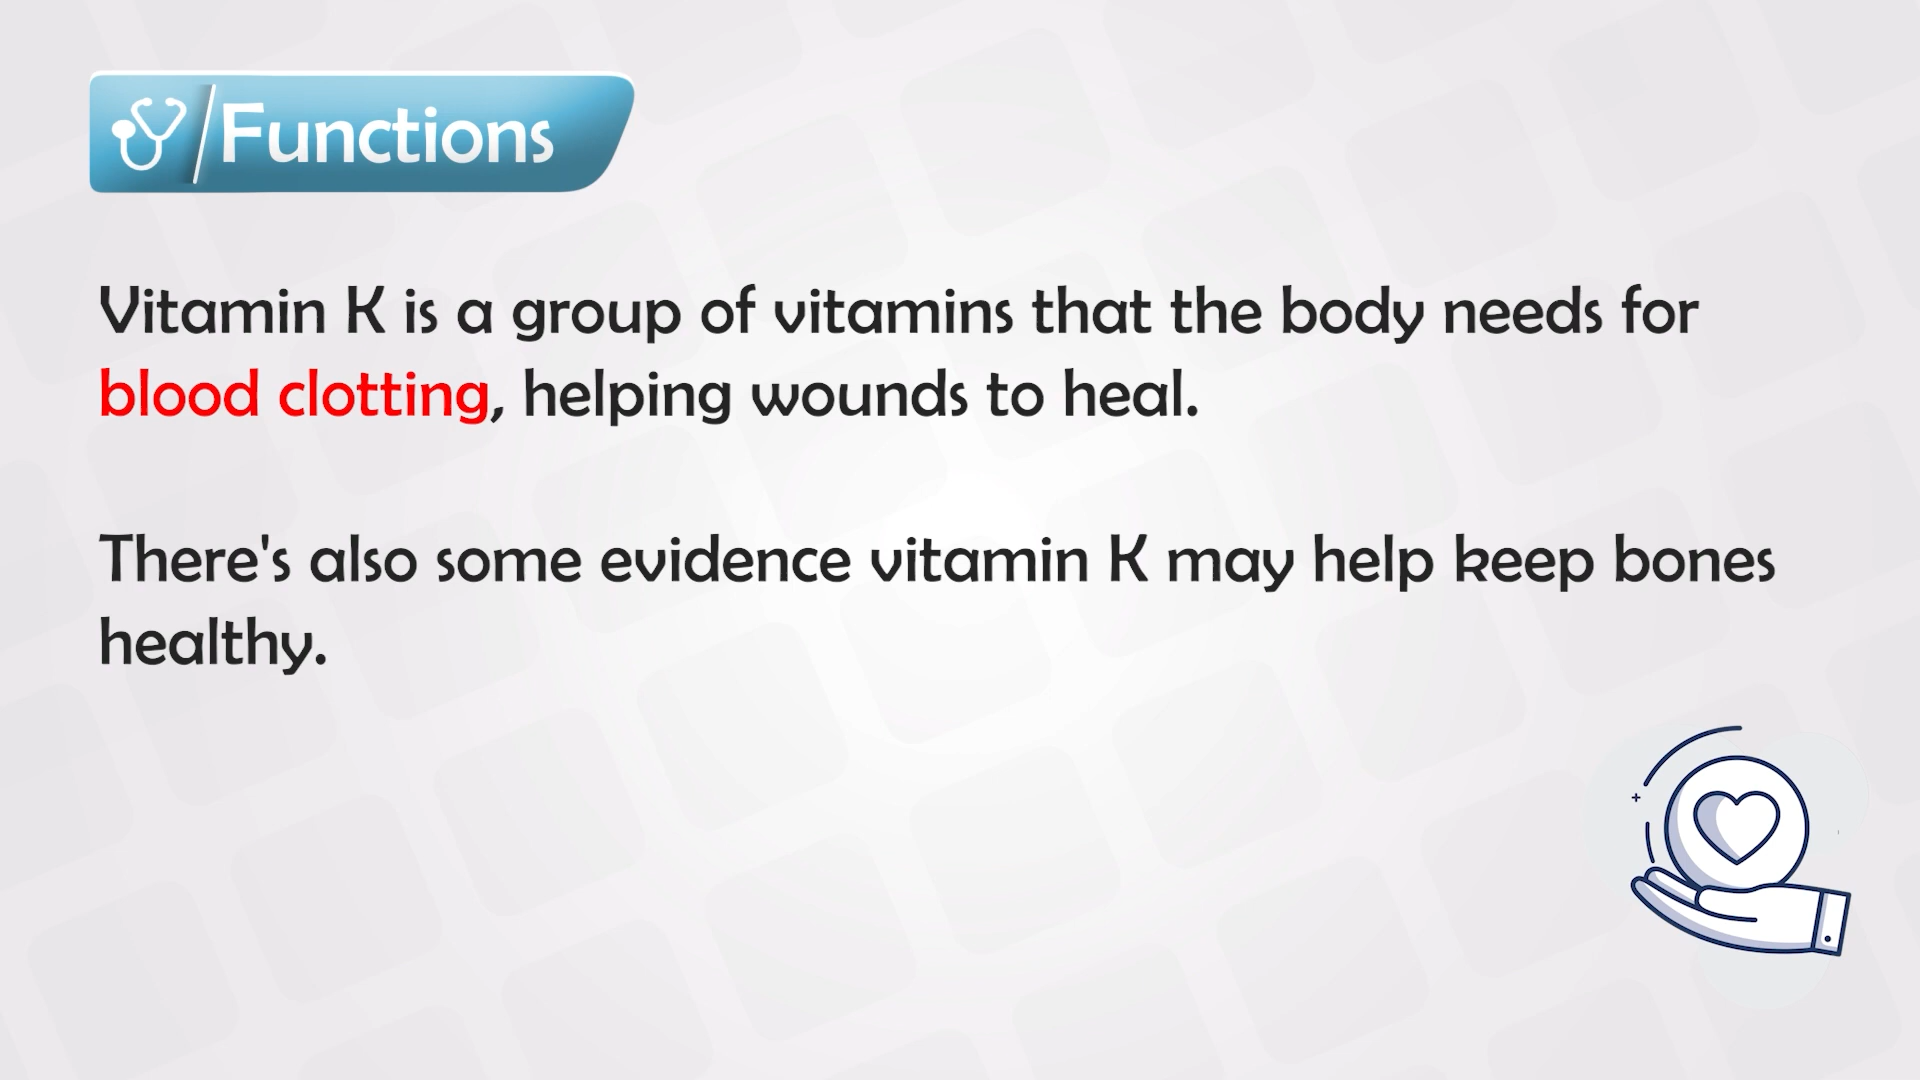 Functions
Vitamin K is a group of vitamins that the body needs for
blood clotting, helping wounds to heal.
There's also some evidence vitamin K may help keep bones
healthy.